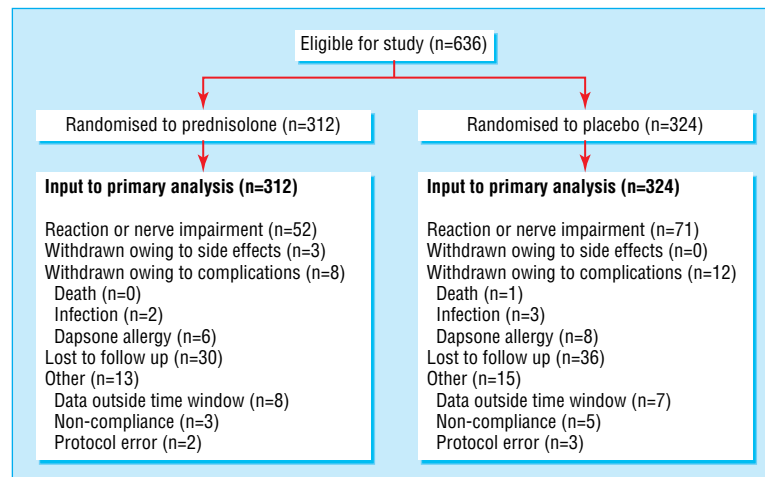 Eligible for study (n=636)
Randomised to prednisolone (n=312)
Randomised to placebo (n=324)
Input to primary analysis (n=312)
Reaction or nerve impairment (n=52)
Withdrawn owing to side effects (n=3)
Withdrawn owing to complications (n=8)
Death (n=0)
Infection (n=2)
Dapsone allergy (n=6)
Lost to follow up (n=30)
Other (n=13)
Data outside time window (n=8)
Non-compliance (n=3)
Protocol error (n=2)
Input to primary analysis (n=324)
Reaction or nerve impairment (n=71)
Withdrawn owing to side effects (n=0)
Withdrawn owing to complications (n=12)
Death (n=1)
Infection (n=3)
Dapsone allergy (n=8)
Lost to follow up (n=36)
Other (n=15)
Data outside time window (n=7)
Non-compliance (n=5)
Protocol error (n=3)